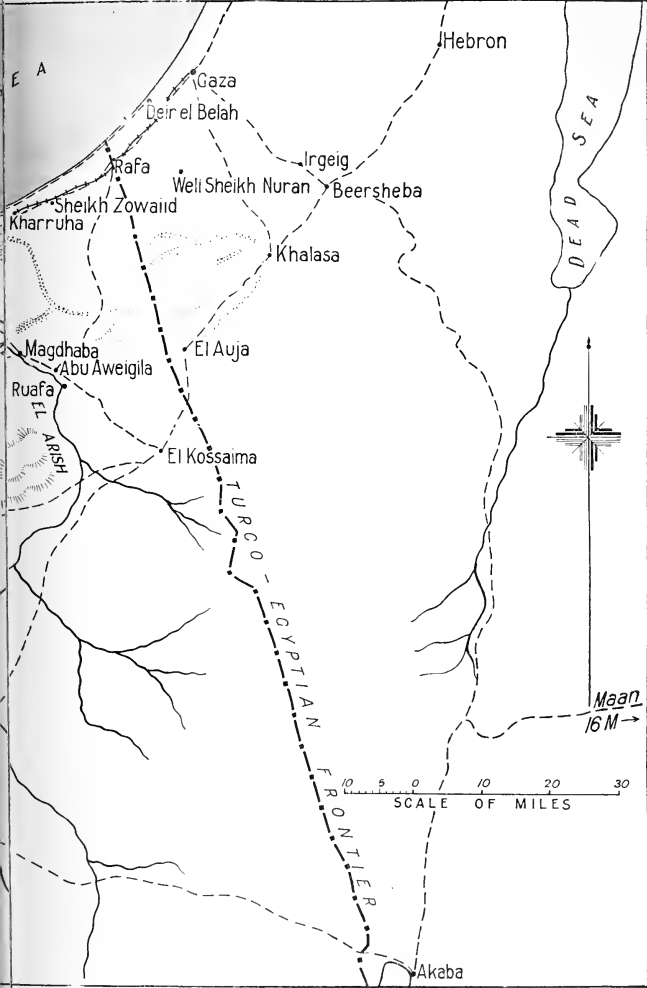 E A
Hebron
Gaza
Deir el Belah
DEAD SEA
Irgeig
Rafa
Weli Sheikh Nuran
Beersheba
Sheikh Zowaiid
Kharruha
Khalasa
Magdhaba
El Auja
Abu Aweigila
Ruafa
EL ARISH
El Kossaima
TURCO-EGYPTIAN FRONTIER
Maan
16 M →
10 5 0 10 20 30
SCALE OF MILES
Akaba